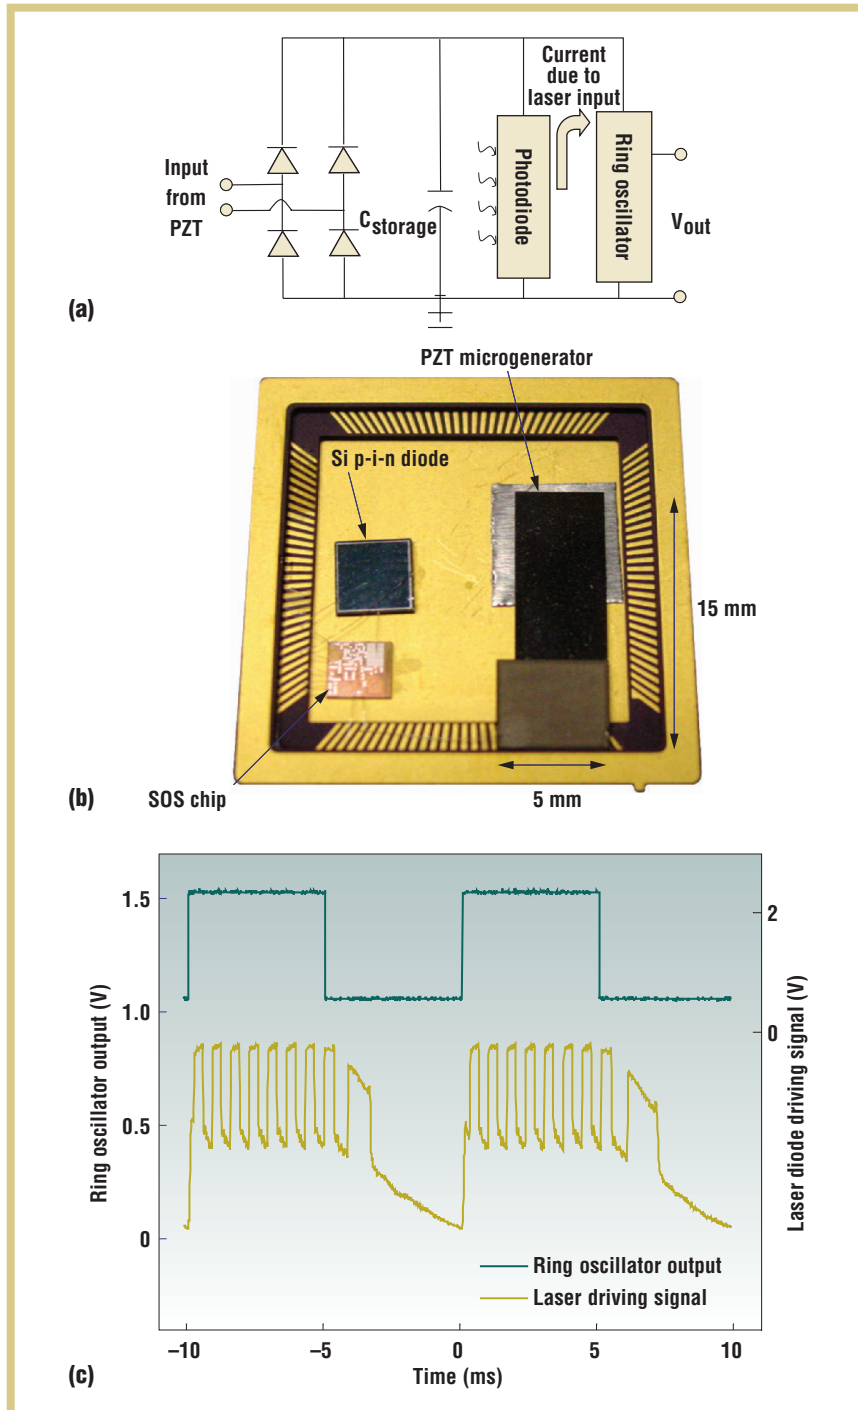 Input
from
PZT
C storage
Photodiode
Current
due to
laser input
Ring oscillator
V out
(a)
PZT microgenerator
Si p-i-n diode
15 mm
SOS chip
5 mm
(b)
Ring oscillator output (V)
1.5
1.0
0.5
0
Laser diode driving signal (V)
2
0
Ring oscillator output
Laser driving signal
–10
–5
0
5
10
Time (ms)
(c)